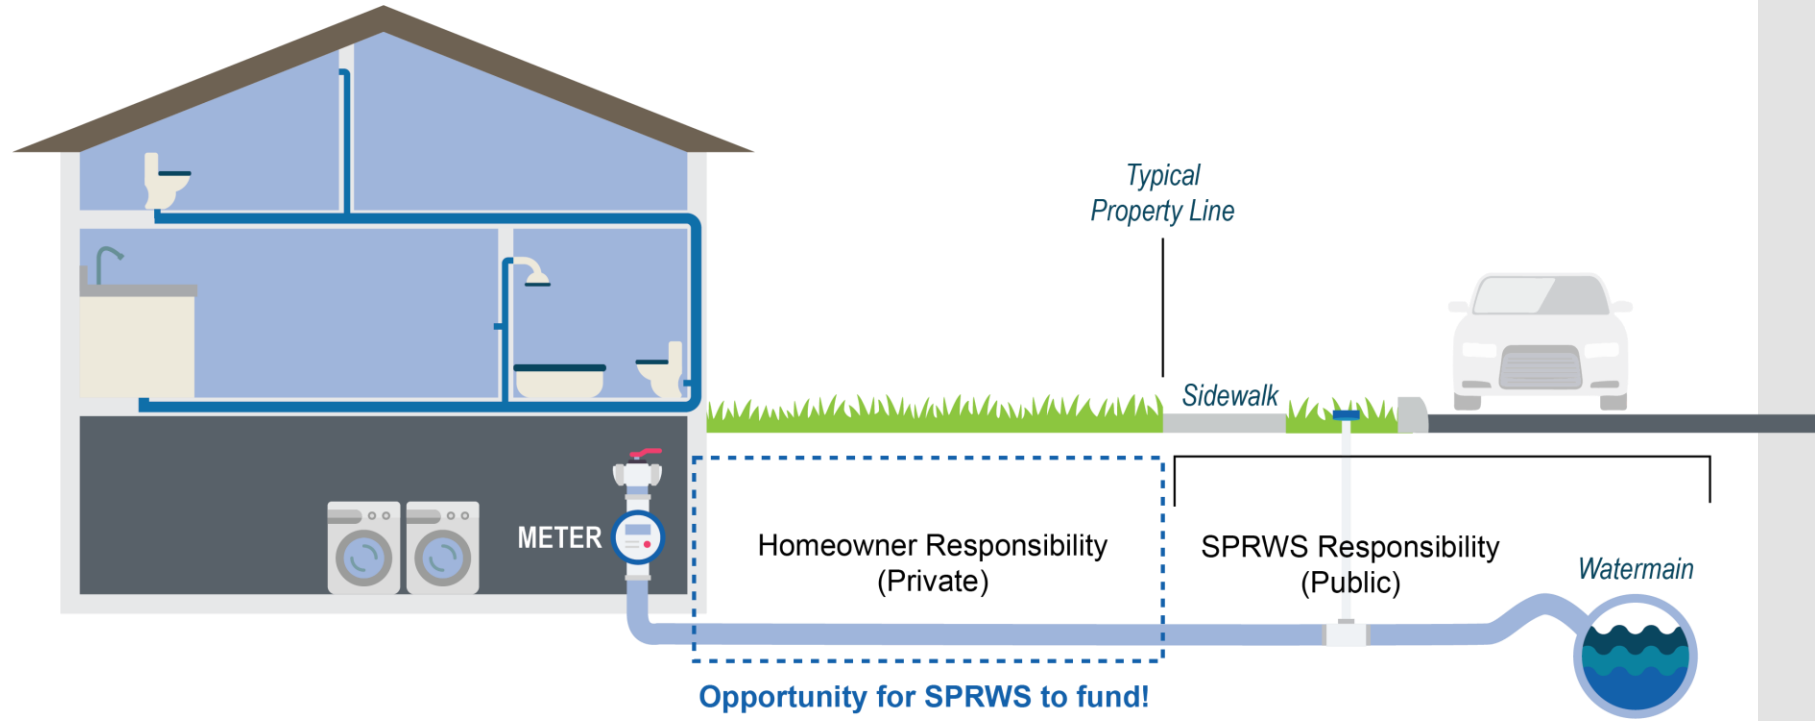 Typical
Property Line
Sidewalk
METER
Homeowner Responsibility
(Private)
SPRWS Responsibility
(Public)
Watermain
Opportunity for SPRWS to fund!